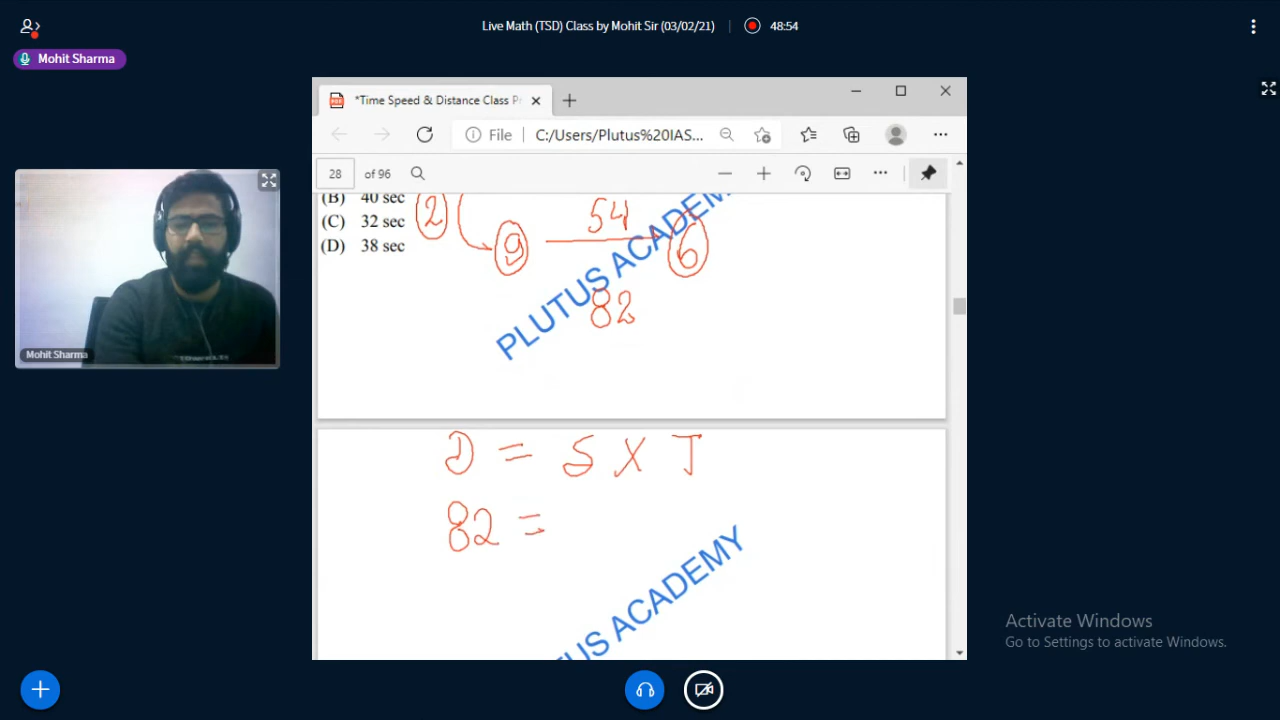 Live Math (TSD) Class by Mohit Sir (03/02/21)
48:54
Mohit Sharma
*Time Speed & Distance Class Pr
File
C:/Users/Plutus%20IAS...
28
of 96
(B) 40 sec
(C) 32 sec
(D) 38 sec
2
9
54
6
82
PLUTUS ACADEMY
D = S X T
82 =
PLUTUS ACADEMY
Mohit Sharma
Activate Windows
Go to Settings to activate Windows.